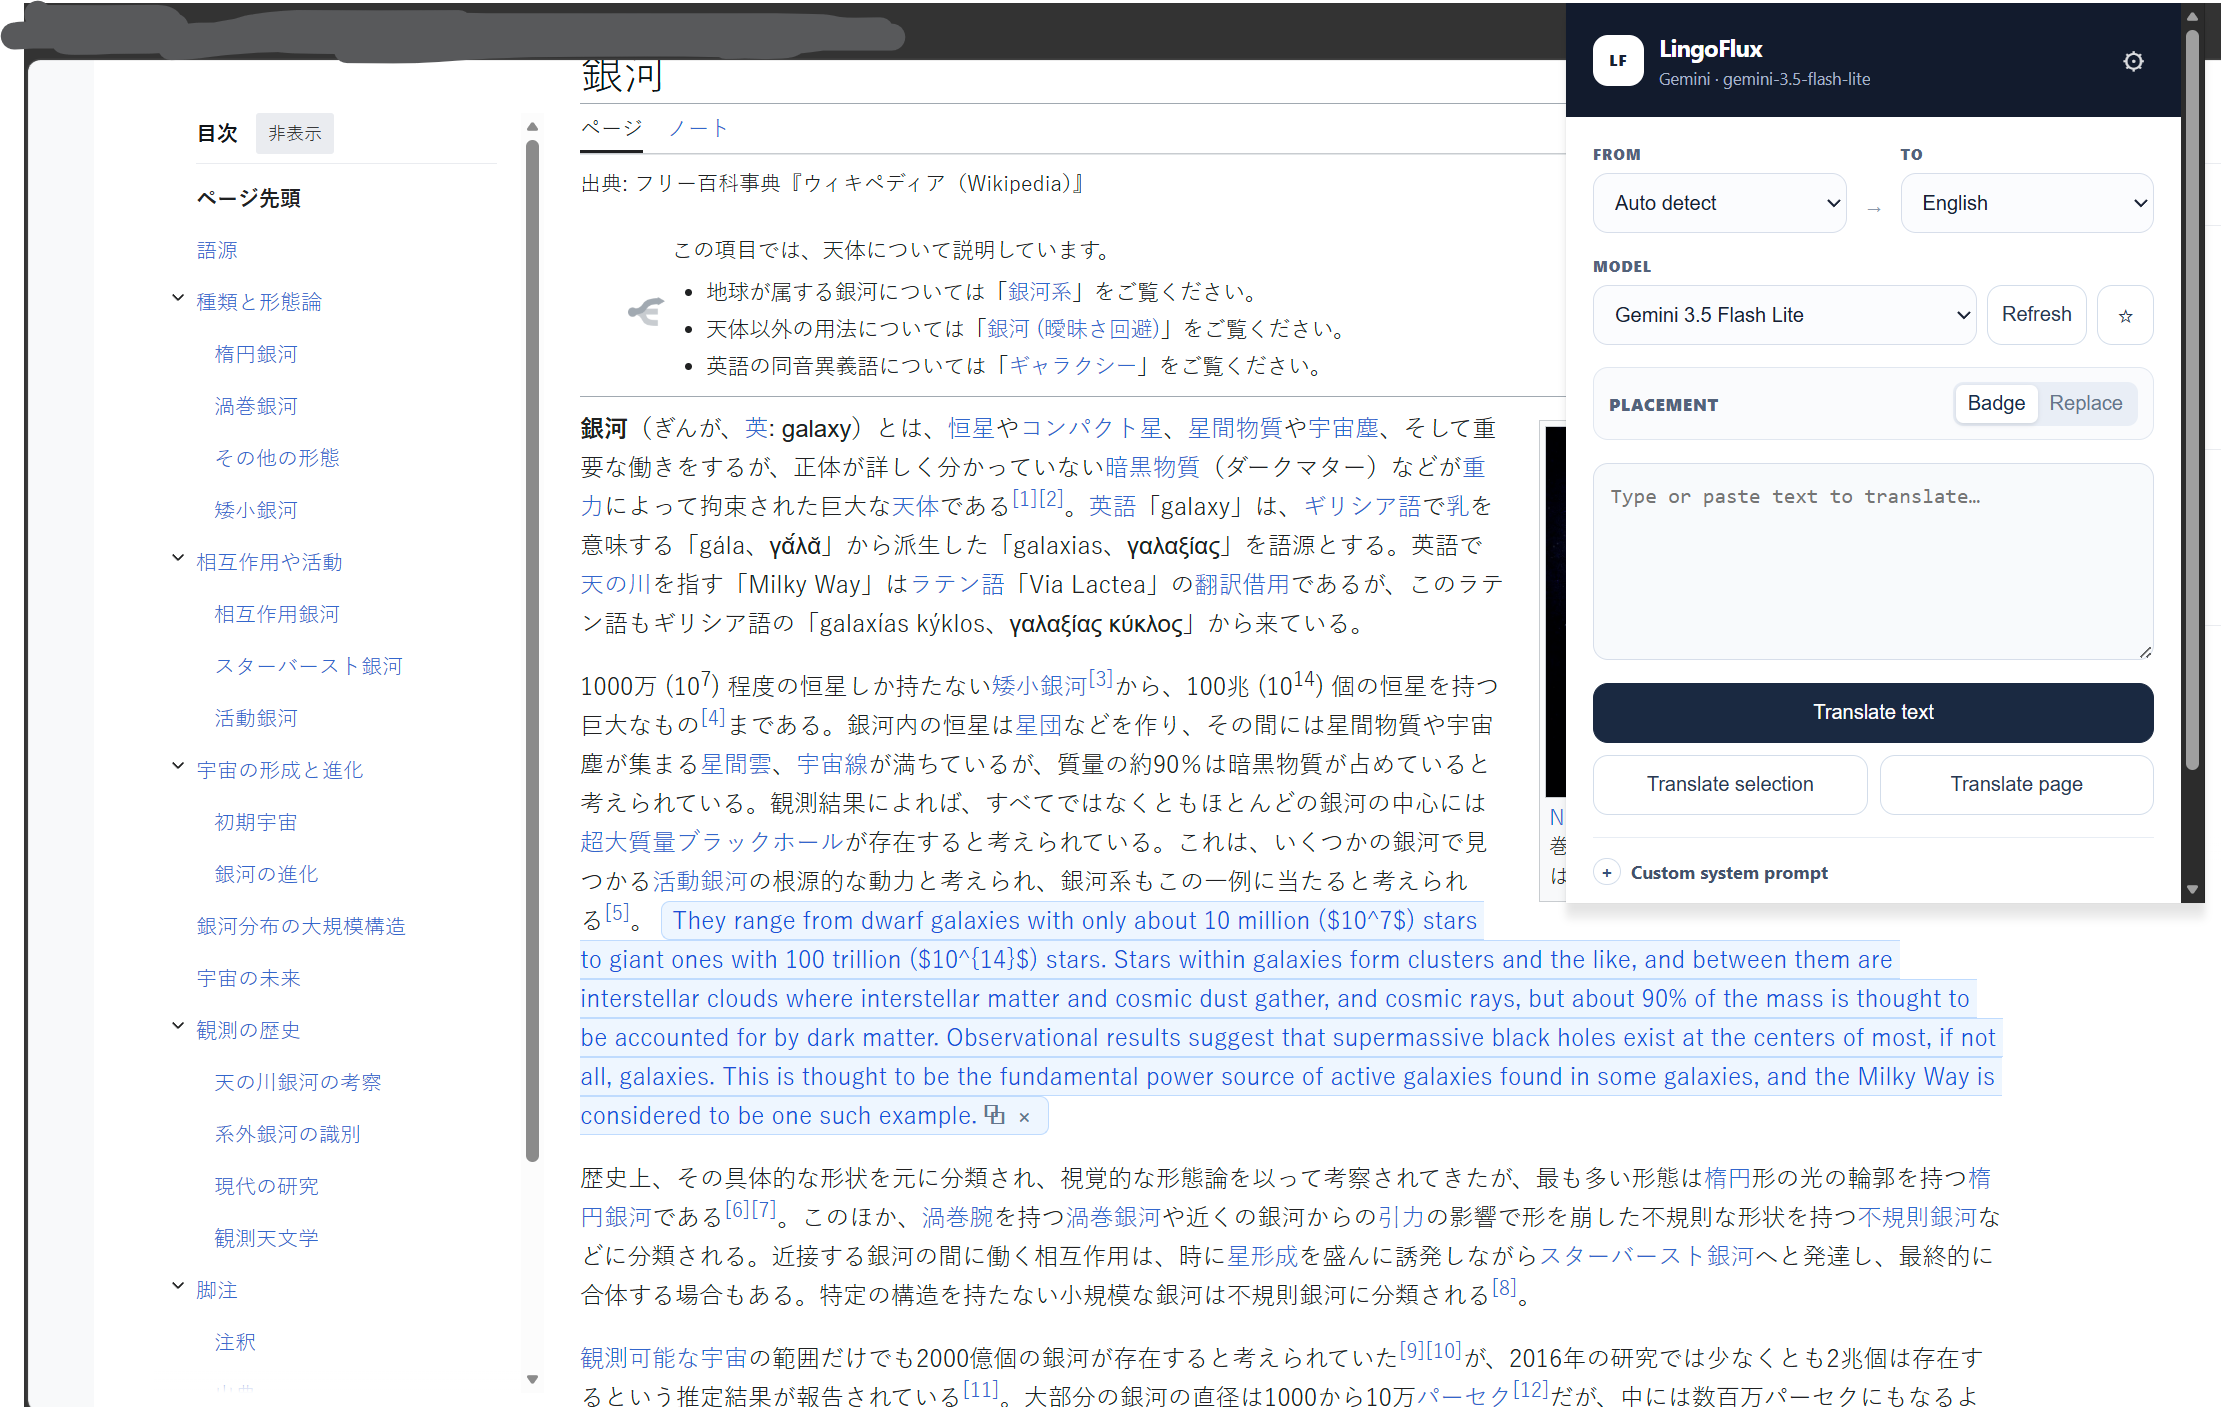 銀河
目次 非表示
ページ先頭
語源
種類と形態論
楕円銀河
渦巻銀河
その他の形態
矮小銀河
相互作用や活動
相互作用銀河
スターバースト銀河
活動銀河
宇宙の形成と進化
初期宇宙
銀河の進化
銀河分布の大規模構造
宇宙の未来
観測の歴史
天の川銀河の考察
系外銀河の識別
現代の研究
観測天文学
脚注
注釈
ページ ノート
出典: フリー百科事典『ウィキペディア（Wikipedia）』
この項目では、天体について説明しています。
• 地球が属する銀河については「銀河系」をご覧ください。
• 天体以外の用法については「銀河 (曖昧さ回避)」をご覧ください。
• 英語の同音異義語については「ギャラクシー」をご覧ください。
銀河（ぎんが、英: galaxy）とは、恒星やコンパクト星、星間物質や宇宙塵、そして重
要な働きをするが、正体が詳しく分かっていない暗黒物質（ダークマター）などが重
力によって拘束された巨大な天体である[1][2]。英語「galaxy」は、ギリシア語で乳を
意味する「gála、γᾰ́λᾰ」から派生した「galaxias、γαλαξίας」を語源とする。英語で
天の川を指す「Milky Way」はラテン語「Via Lactea」の翻訳借用であるが、このラテ
ン語もギリシア語の「galaxías kýklos、γαλαξίας κύκλος」から来ている。
1000万 (10⁷) 程度の恒星しか持たない矮小銀河[3]から、100兆 (10¹⁴) 個の恒星を持つ
巨大なもの[4]まである。銀河内の恒星は星団などを作り、その間には星間物質や宇宙
塵が集まる星間雲、宇宙線が満ちているが、質量の約90％は暗黒物質が占めていると
考えられている。観測結果によれば、すべてではなくともほとんどの銀河の中心には
超大質量ブラックホールが存在すると考えられている。これは、いくつかの銀河で見
つかる活動銀河の根源的な動力と考えられ、銀河系もこの一例に当たると考えられ
る[5]。 They range from dwarf galaxies with only about 10 million ($10^7$) stars
to giant ones with 100 trillion ($10^{14}$) stars. Stars within galaxies form clusters and the like, and between them are
interstellar clouds where interstellar matter and cosmic dust gather, and cosmic rays, but about 90% of the mass is thought to
be accounted for by dark matter. Observational results suggest that supermassive black holes exist at the centers of most, if not
all, galaxies. This is thought to be the fundamental power source of active galaxies found in some galaxies, and the Milky Way is
considered to be one such example. ×
歴史上、その具体的な形状を元に分類され、視覚的な形態論を以って考察されてきたが、最も多い形態は楕円形の光の輪郭を持つ楕
円銀河である[6][7]。このほか、渦巻腕を持つ渦巻銀河や近くの銀河からの引力の影響で形を崩した不規則な形状を持つ不規則銀河な
どに分類される。近接する銀河の間に働く相互作用は、時に星形成を盛んに誘発しながらスターバースト銀河へと発達し、最終的に
合体する場合もある。特定の構造を持たない小規模な銀河は不規則銀河に分類される[8]。
観測可能な宇宙の範囲だけでも2000億個の銀河が存在すると考えられていた[9][10]が、2016年の研究では少なくとも2兆個は存在す
るという推定結果が報告されている[11]。大部分の銀河の直径は1000から10万パーセク[12]だが、中には数百万パーセクにもなるよ
N
巻
は
LF
LingoFlux
Gemini · gemini-3.5-flash-lite
FROM TO
Auto detect → English
MODEL
Gemini 3.5 Flash Lite Refresh ☆
PLACEMENT Badge Replace
Type or paste text to translate…
Translate text
Translate selection Translate page
+ Custom system prompt